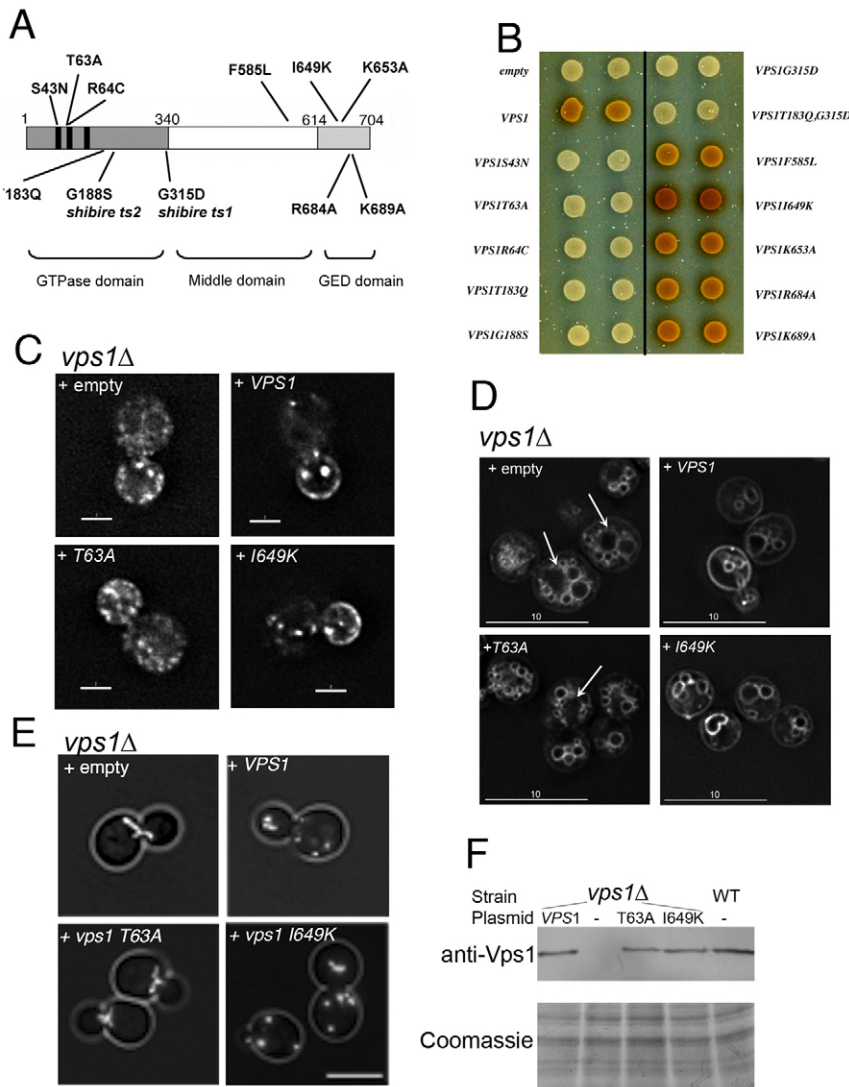 A
T63A
S43N
R64C
F585L
I649K
K653A
1
340
614
704
'183Q
G188S
shibire ts2
G315D
shibire ts1
R684A
K689A
GTPase domain
Middle domain
GED domain
B
empty
VPS1
VPS1S43N
VPS1T63A
VPS1R64C
VPS1T183Q
VPS1G188S
VPS1G315D
VPS1T183Q,G315D
VPS1F585L
VPS1I649K
VPS1K653A
VPS1R684A
VPS1K689A
C
vps1Δ
+ empty
+ VPS1
+ T63A
+ I649K
D
vps1Δ
+ empty
+ VPS1
10
+T63A
+ I649K
10
10
E
vps1Δ
+ empty
+ VPS1
+ vps1 T63A
+ vps1 I649K
F
Strain vps1Δ WT
Plasmid VPS1 - T63A I649K -
anti-Vps1
Coomassie